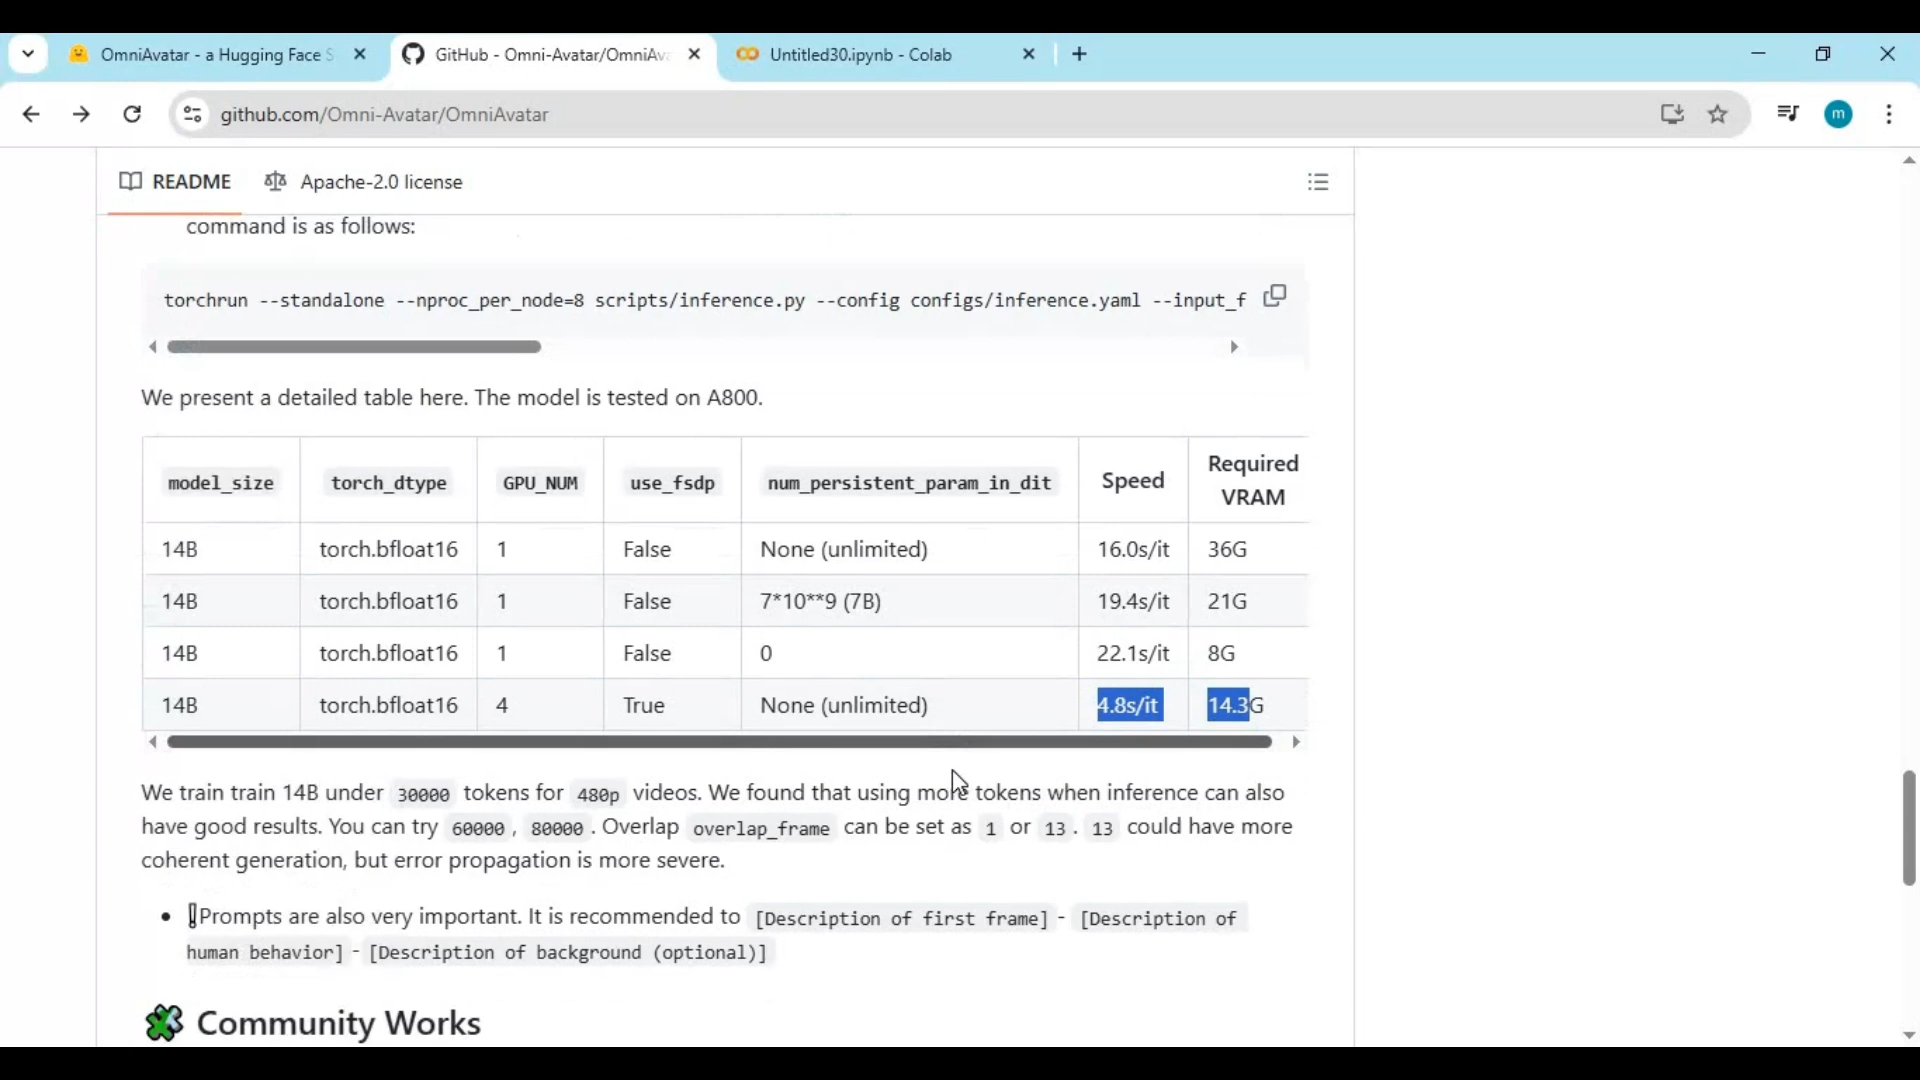 OmniAvatar - a Hugging Face S
GitHub - Omni-Avatar/OmniAva
Untitled30.ipynb - Colab
github.com/Omni-Avatar/OmniAvatar
m
README
Apache-2.0 license
command is as follows:
torchrun --standalone --nproc_per_node=8 scripts/inference.py --config configs/inference.yaml --input_f
We present a detailed table here. The model is tested on A800.
model_size torch_dtype GPU_NUM use_fsdp num_persistent_param_in_dit Speed Required VRAM
14B torch.bfloat16 1 False None (unlimited) 16.0s/it 36G
14B torch.bfloat16 1 False 7*10**9 (7B) 19.4s/it 21G
14B torch.bfloat16 1 False 0 22.1s/it 8G
14B torch.bfloat16 4 True None (unlimited) 4.8s/it 14.3G
We train train 14B under 30000 tokens for 480p videos. We found that using more tokens when inference can also
have good results. You can try 60000, 80000. Overlap overlap_frame can be set as 1 or 13. 13 could have more
coherent generation, but error propagation is more severe.
• ❗Prompts are also very important. It is recommended to [Description of first frame] - [Description of
human behavior] - [Description of background (optional)]
🧩 Community Works